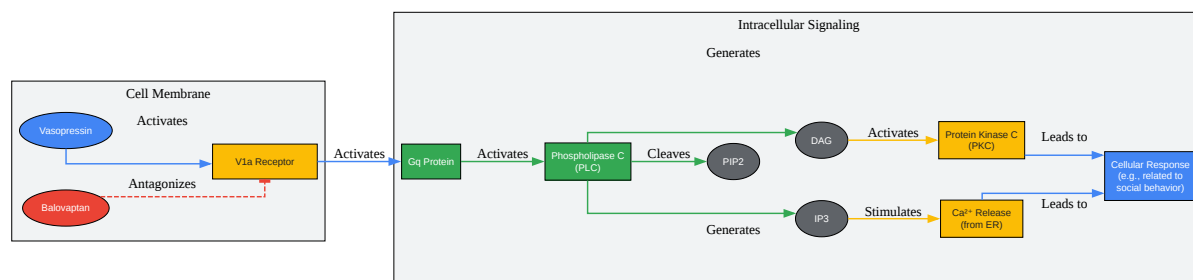 Intracellular Signaling
Generates
Cell Membrane
Vasopressin
Activates
V1a Receptor
Antagonizes
Balovaptan
Activates
Gq Protein
Activates
Phospholipase C
(PLC)
Cleaves
PIP2
DAG
Activates
Protein Kinase C
(PKC)
Leads to
Cellular Response
(e.g., related to
social behavior)
Generates
IP3
Stimulates
Ca²⁺ Release
(from ER)
Leads to